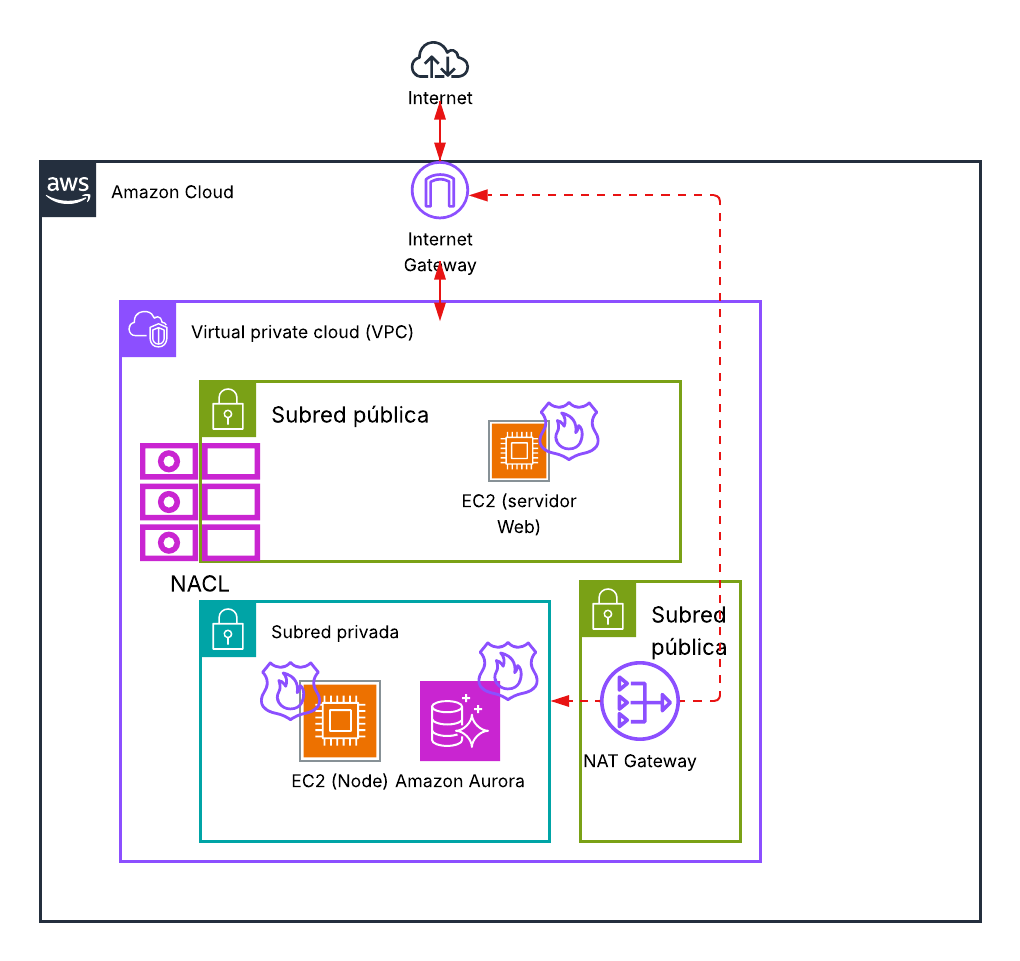 Internet
aws
Amazon Cloud
Internet
Gateway
Virtual private cloud (VPC)
Subred pública
EC2 (servidor
Web)
NACL
Subred privada
Subred
pública
EC2 (Node)
Amazon Aurora
NAT Gateway